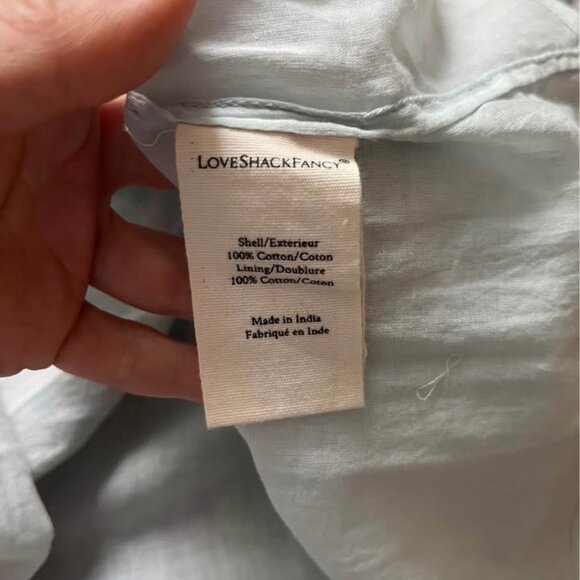 LOVESHACKFANCY®
Shell/Extérieur
100% Cotton/Coton
Lining/Doublure
100% Cotton/Coton
Made in India
Fabriqué en Inde